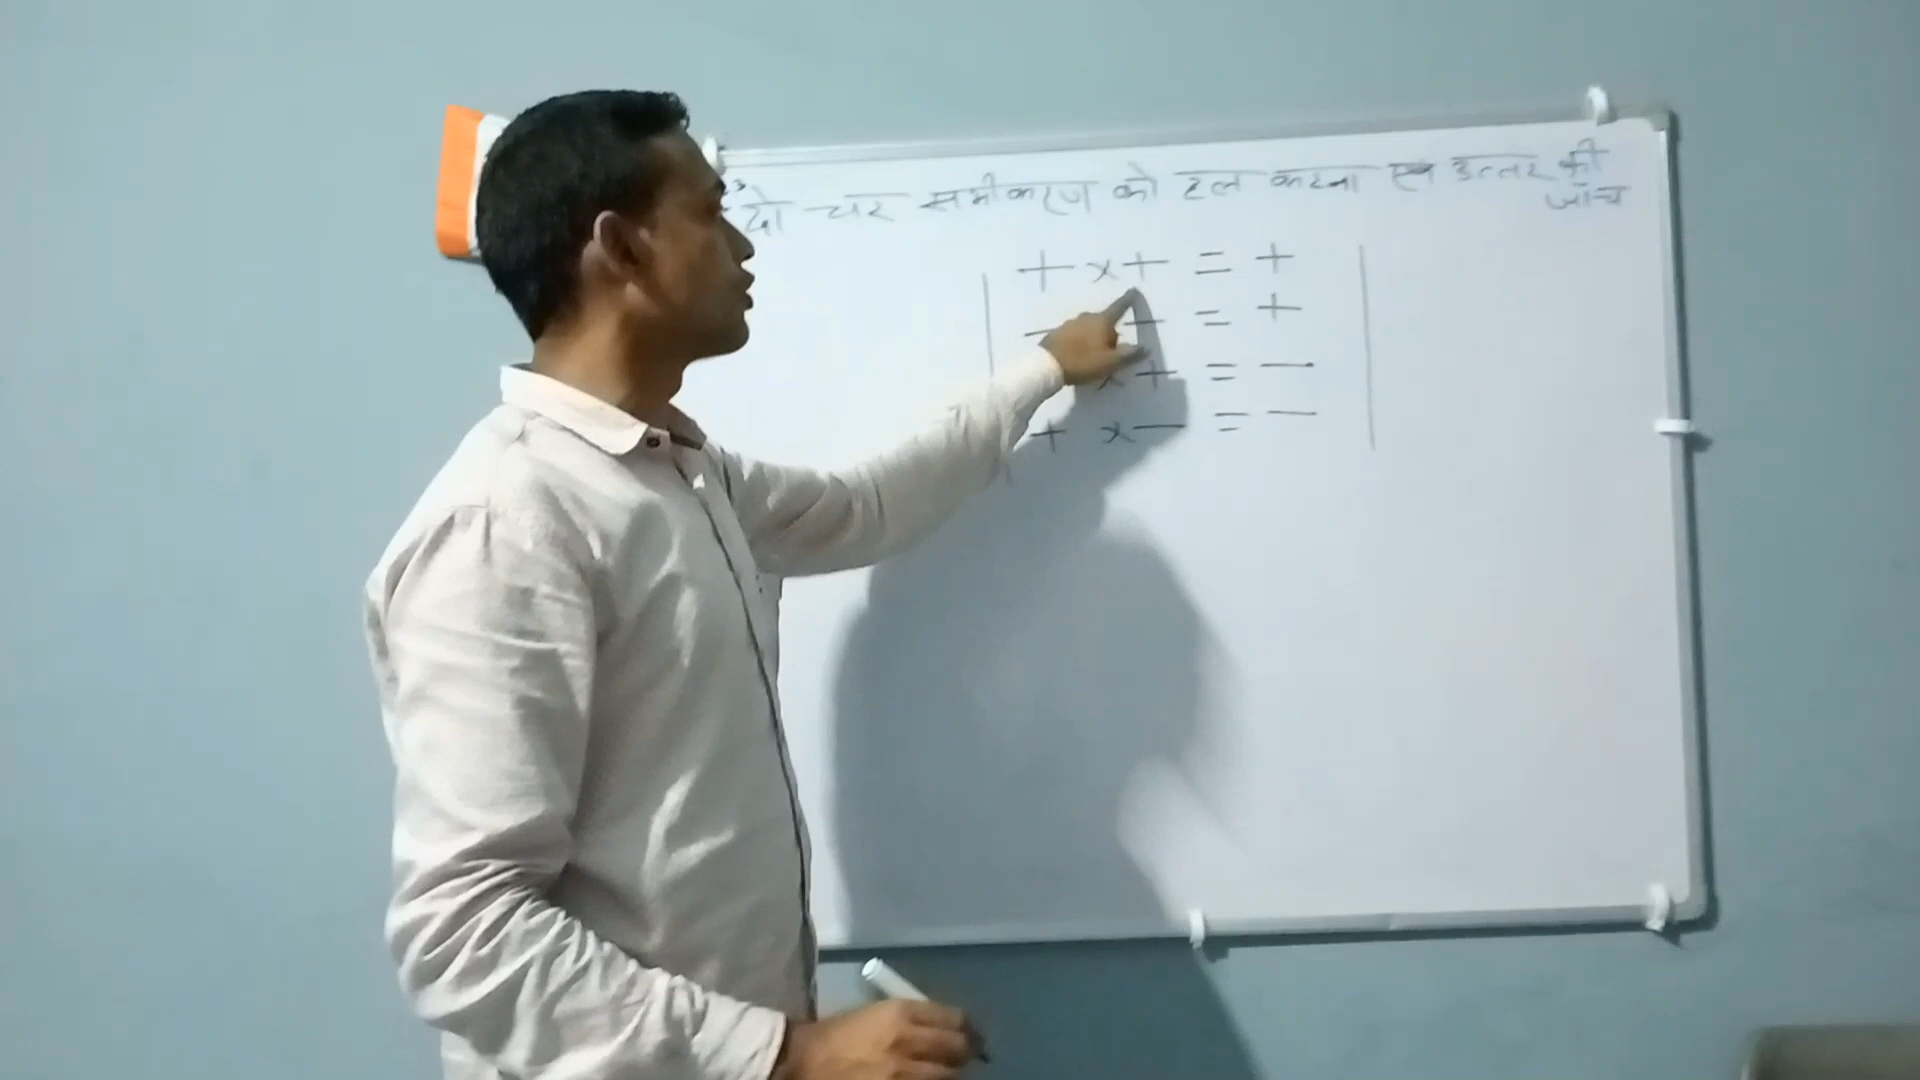 दो चर समीकरण को हल करना एवं उत्तर की
जाँच
+ x + = +
– – = +
x + = –
+ x – = –